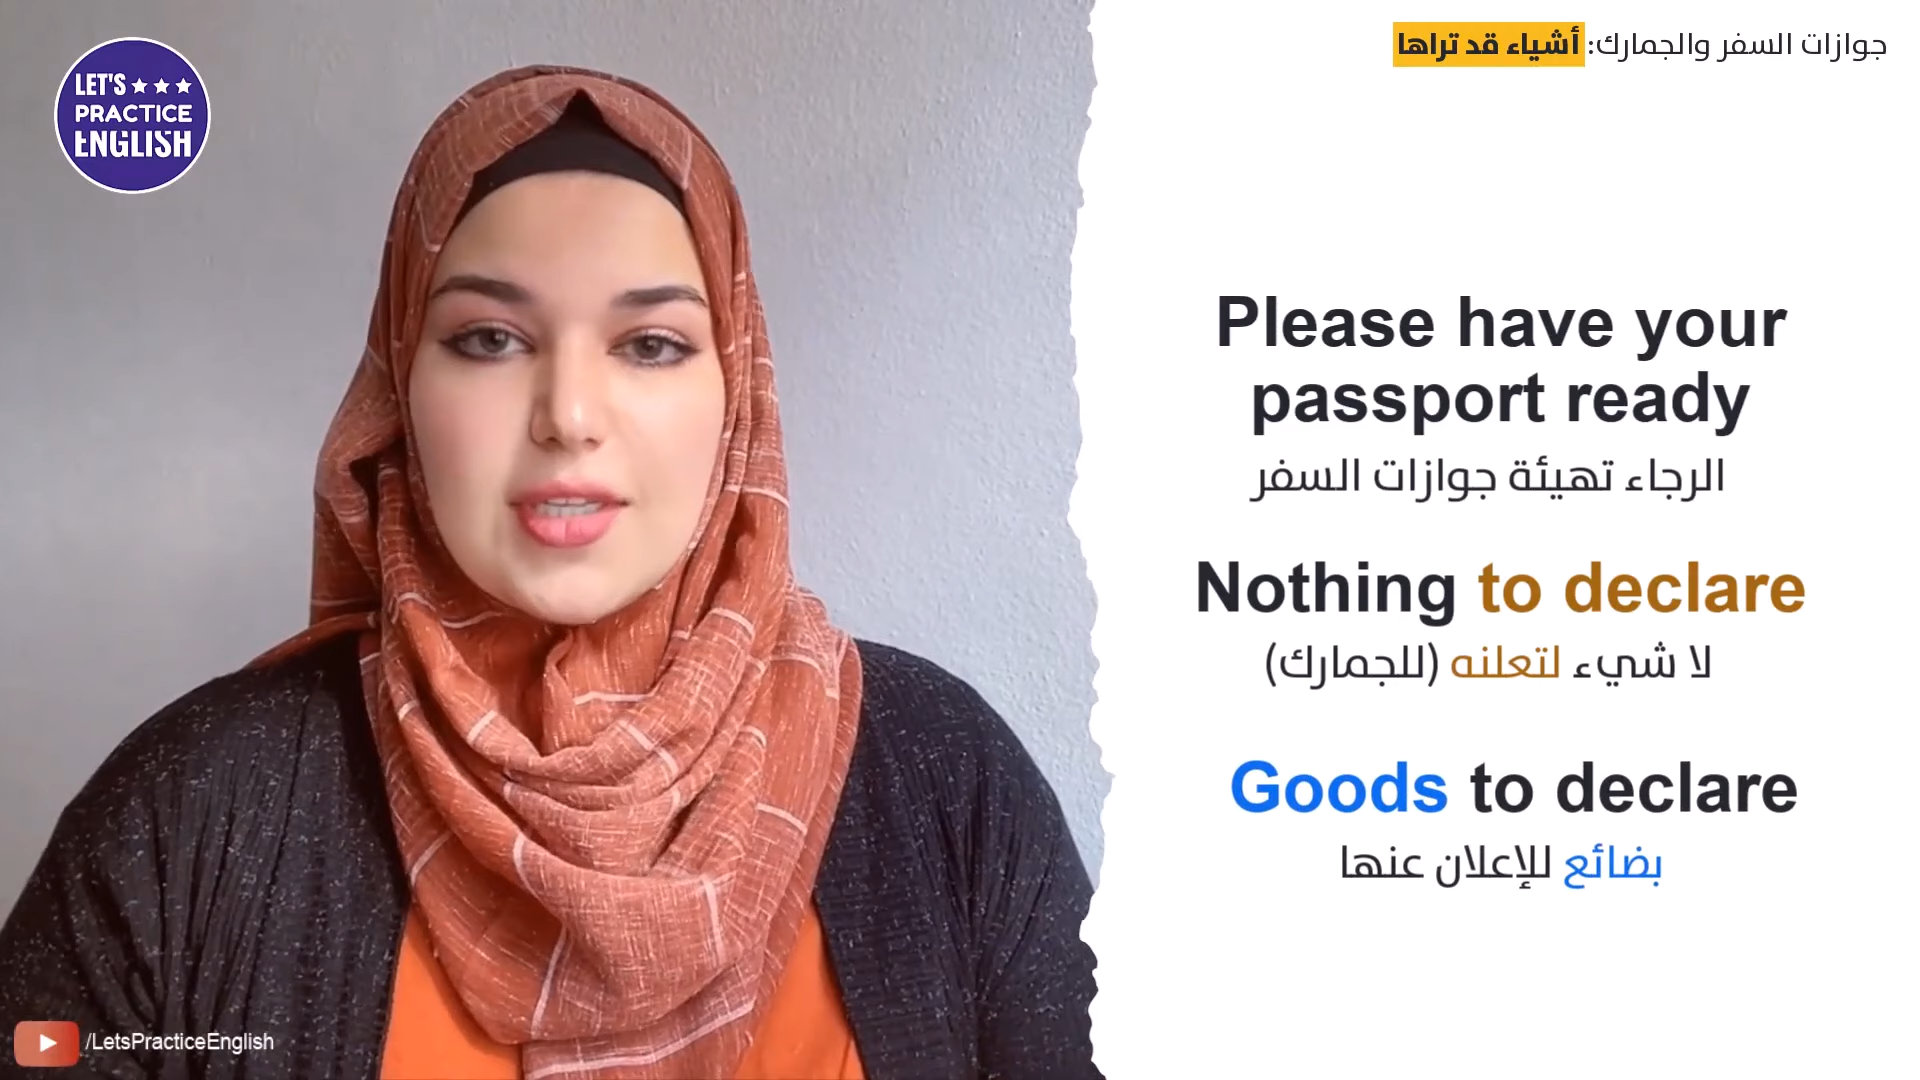 LET'S
PRACTICE
ENGLISH
جوازات السفر والجمارك: أشياء قد تراها
Please have your
passport ready
الرجاء تهيئة جوازات السفر
Nothing to declare
لا شيء لتعلنه (للجمارك)
Goods to declare
بضائع للإعلان عنها
/LetsPracticeEnglish